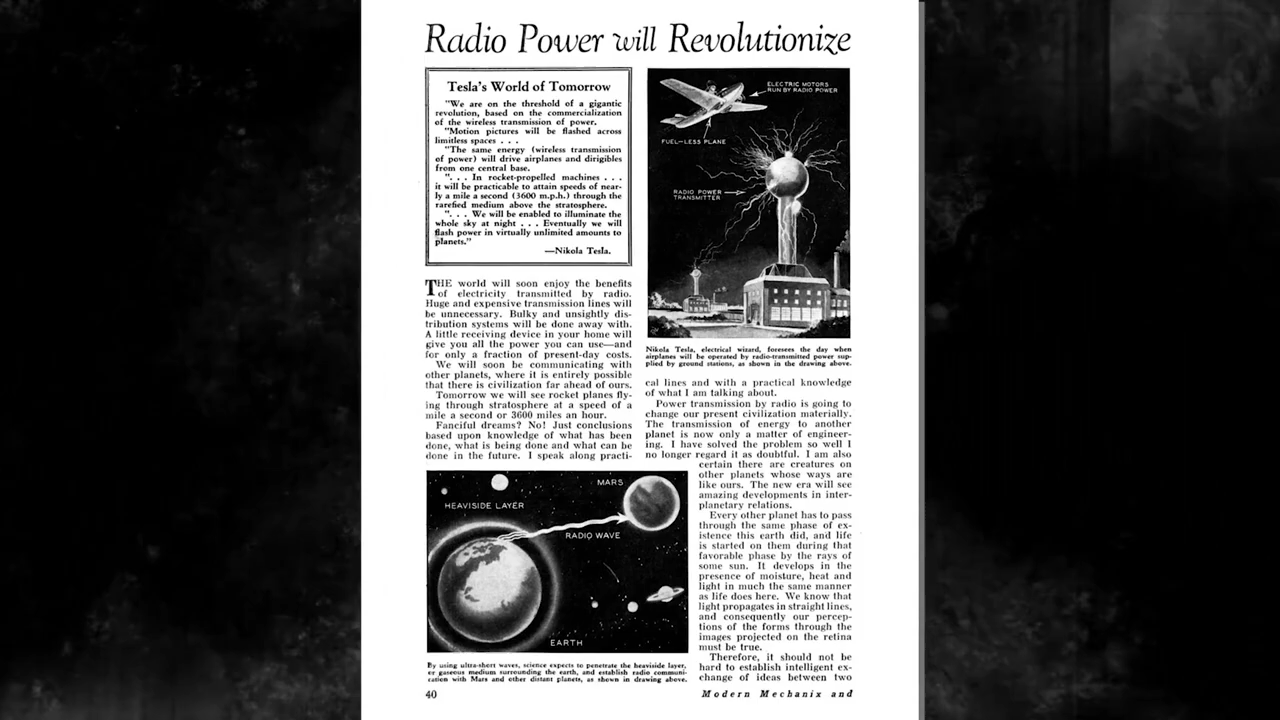 Radio Power will Revolutionize
Tesla's World of Tomorrow
"We are on the threshold of a gigantic
revolution, based on the commercialization
of the wireless transmission of power.
"Motion pictures will be flashed across
limitless spaces . . .
"The same energy (wireless transmission
of power) will drive airplanes and dirigibles
from one central base.
". . . In rocket-propelled machines . . .
it will be practicable to attain speeds of near-
ly a mile a second (3600 m.p.h.) through the
rarefied medium above the stratosphere.
". . . We will be enabled to illuminate the
whole sky at night . . . Eventually we will
flash power in virtually unlimited amounts to
planets."
—Nikola Tesla.
THE world will soon enjoy the benefits
of electricity transmitted by radio.
Huge and expensive transmission lines will
be unnecessary. Bulky and unsightly dis-
tribution systems will be done away with.
A little receiving device in your home will
give you all the power you can use—and
for only a fraction of present-day costs.
We will soon be communicating with
other planets, where it is entirely possible
that there is civilization far ahead of ours.
Tomorrow we will see rocket planes fly-
ing through stratosphere at a speed of a
mile a second or 3600 miles an hour.
Fanciful dreams? No! Just conclusions
based upon knowledge of what has been
done, what is being done and what can be
done in the future. I speak along practi-
ELECTRIC MOTORS
RUN BY RADIO POWER
FUEL-LESS PLANE
RADIO POWER
TRANSMITTER
Nikola Tesla, electrical wizard, foresees the day when
airplanes will be operated by radio-transmitted power sup-
plied by ground stations, as shown in the drawing above.
cal lines and with a practical knowledge
of what I am talking about.
Power transmission by radio is going to
change our present civilization materially.
The transmission of energy to another
planet is now only a matter of engineer-
ing. I have solved the problem so well I
no longer regard it as doubtful. I am also
certain there are creatures on
other planets whose ways are
like ours. The new era will see
amazing developments in inter-
planetary relations.
Every other planet has to pass
through the same phase of ex-
istence this earth did, and life
is started on them during that
favorable phase by the rays of
some sun. It develops in the
presence of moisture, heat and
light in much the same manner
as life does here. We know that
light propagates in straight lines,
and consequently our percep-
tions of the forms through the
images projected on the retina
must be true.
Therefore, it should not be
hard to establish intelligent ex-
change of ideas between two
MARS
HEAVISIDE LAYER
RADIO WAVE
EARTH
By using ultra-short waves, science expects to penetrate the heaviside layer,
or gaseous medium surrounding the earth, and establish radio communi-
cation with Mars and other distant planets, as shown in drawing above.
40
Modern Mechanix and